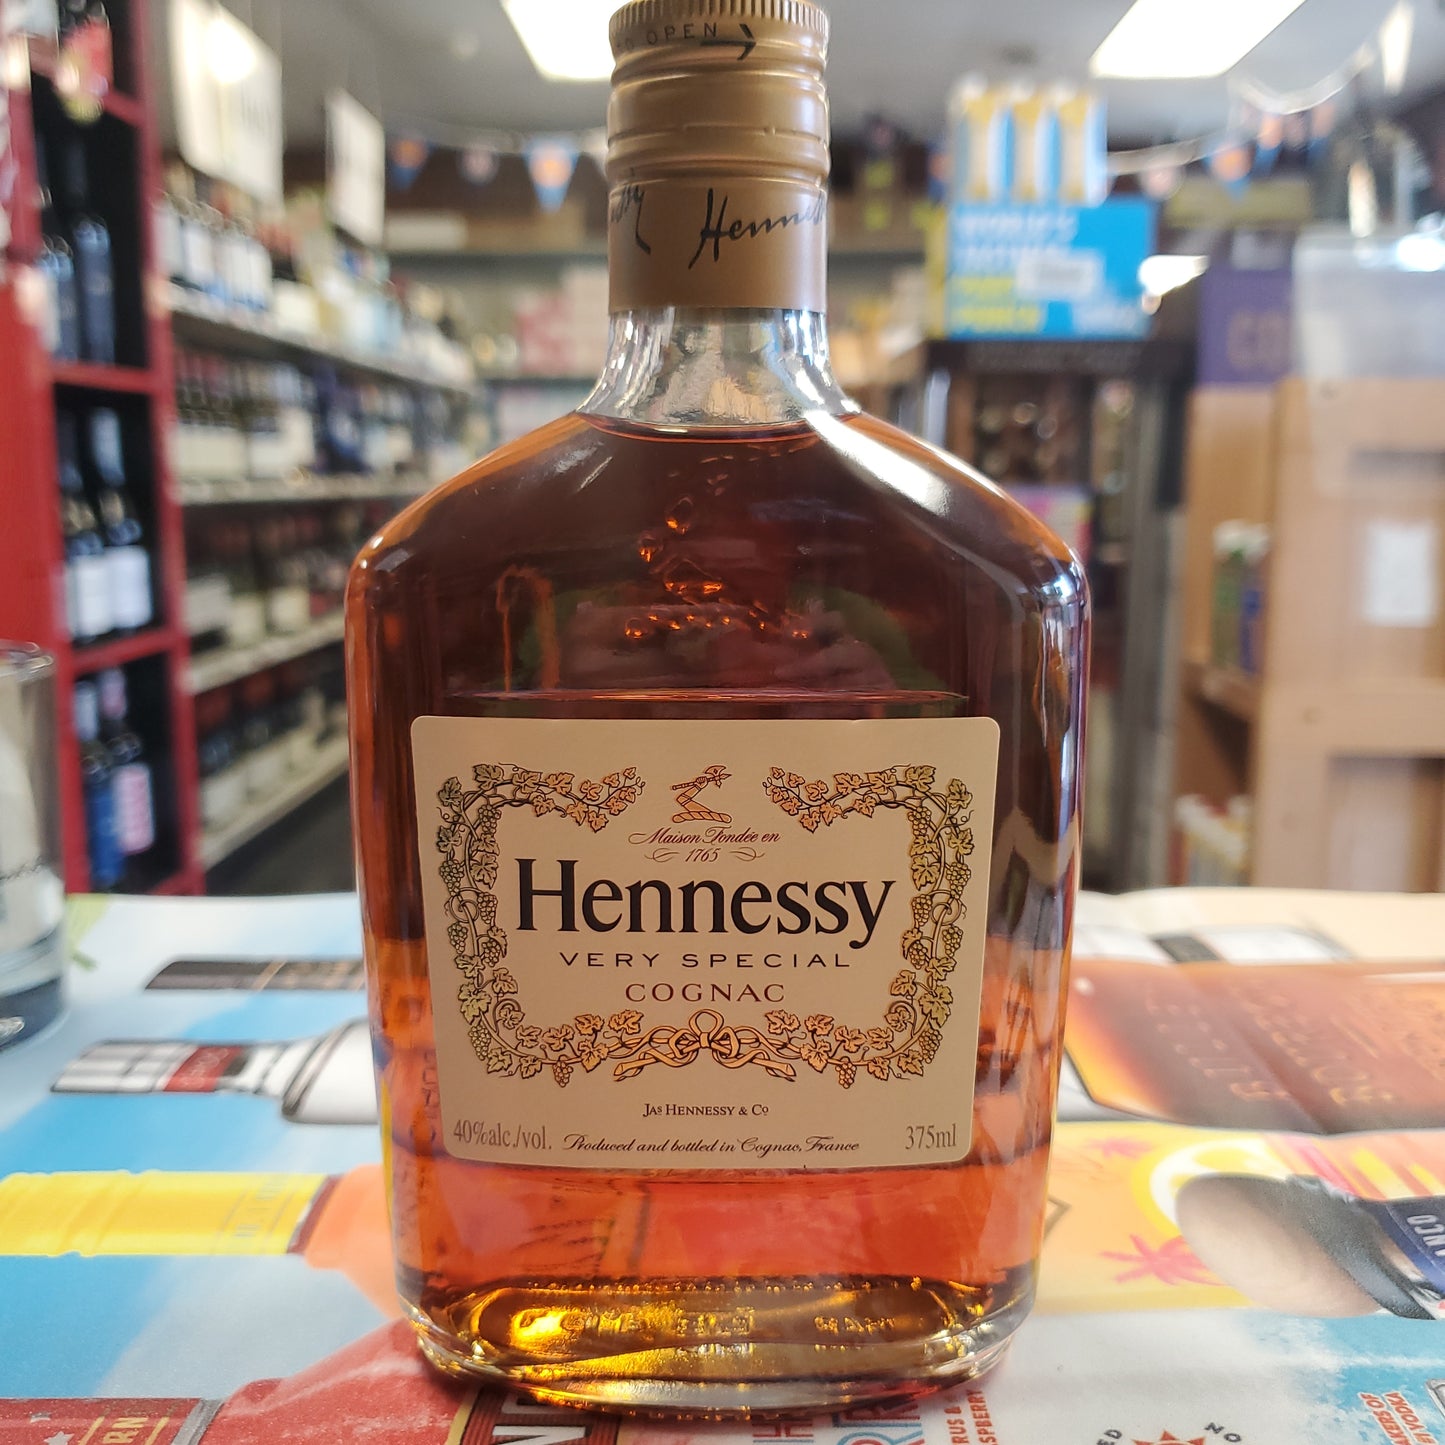 OPEN
Hennes
Maison Fondée en
1765
Hennessy
VERY SPECIAL
COGNAC
JAs HENNESSY & Co
40%alc./vol. Produced and bottled in Cognac, France 375ml